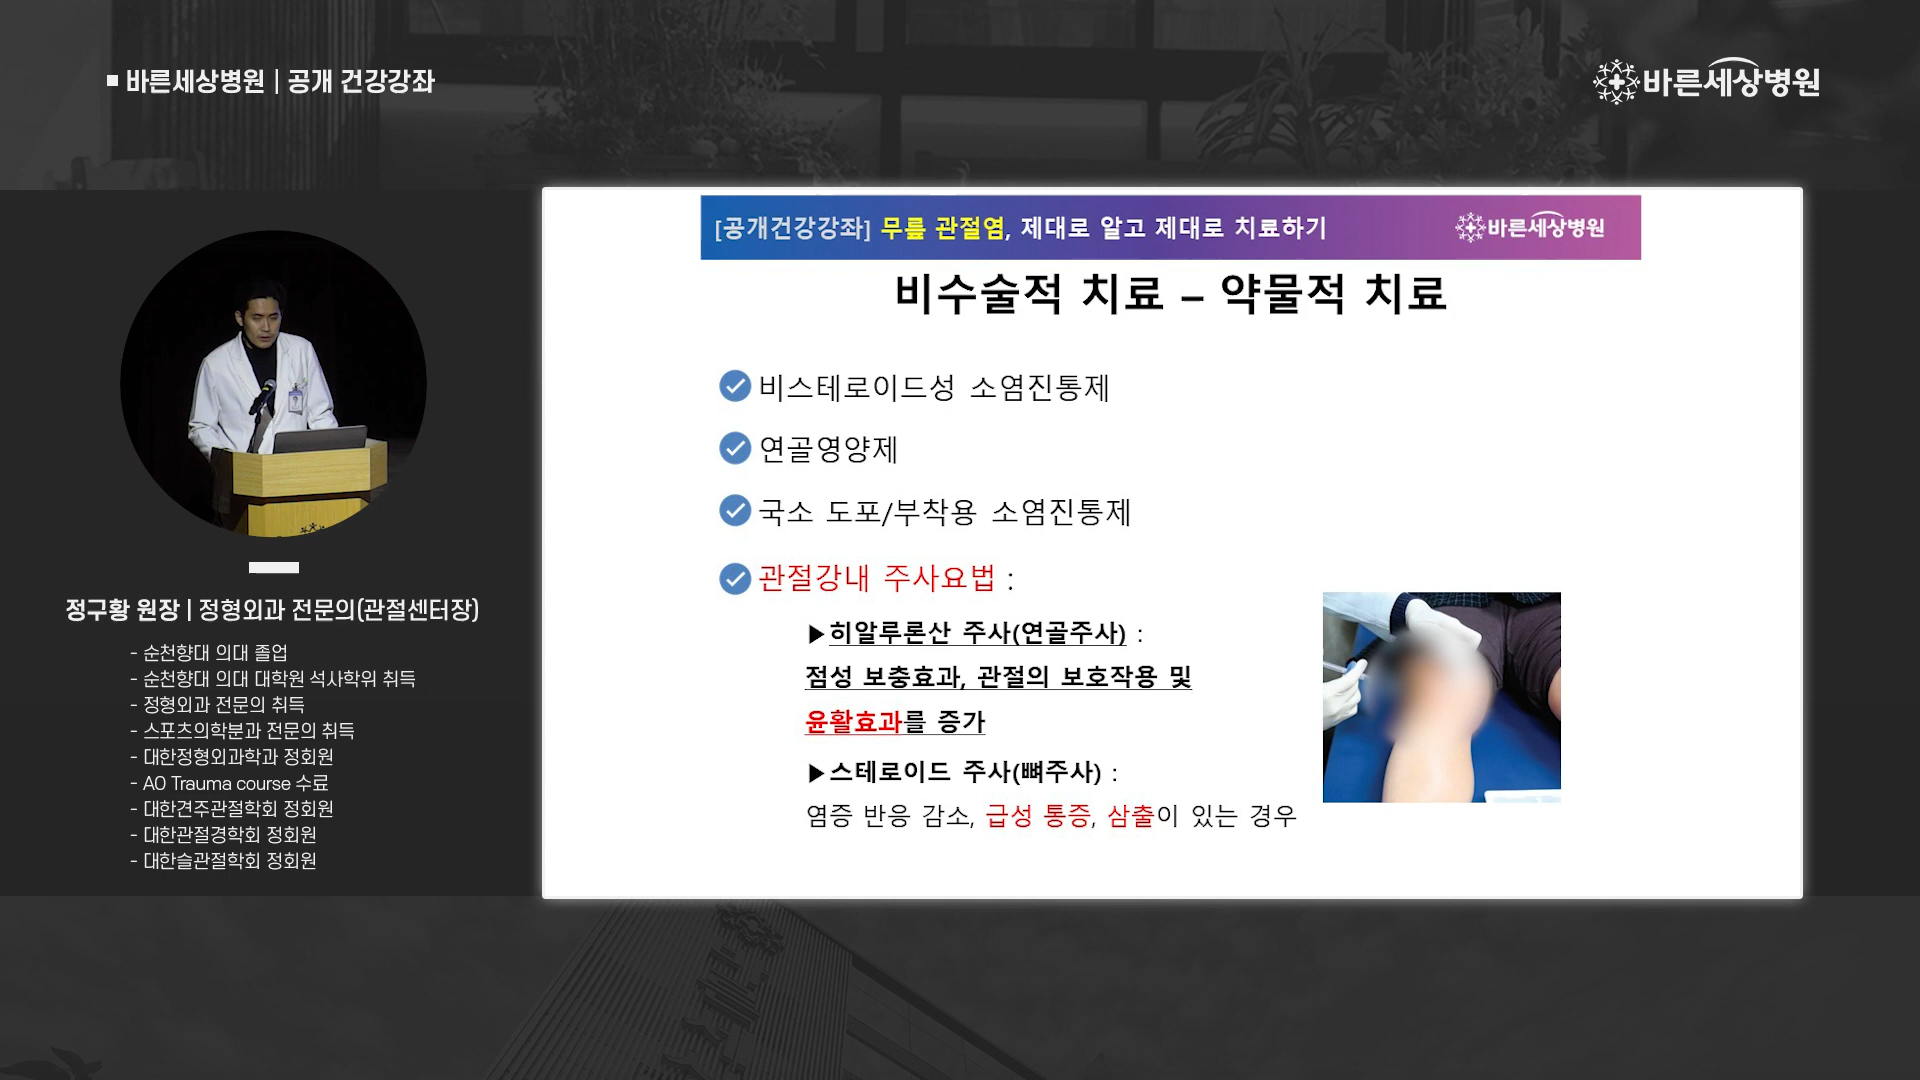 바른세상병원 | 공개 건강강좌
바른세상병원
[공개건강강좌] 무릎 관절염, 제대로 알고 제대로 치료하기
바른세상병원
비수술적 치료 – 약물적 치료
비스테로이드성 소염진통제
연골영양제
국소 도포/부착용 소염진통제
관절강내 주사요법 :
▶히알루론산 주사(연골주사) :
점성 보충효과, 관절의 보호작용 및
윤활효과를 증가
▶스테로이드 주사(뼈주사) :
염증 반응 감소, 급성 통증, 삼출이 있는 경우
정구황 원장 | 정형외과 전문의(관절센터장)
- 순천향대 의대 졸업
- 순천향대 의대 대학원 석사학위 취득
- 정형외과 전문의 취득
- 스포츠의학분과 전문의 취득
- 대한정형외과학과 정회원
- AO Trauma course 수료
- 대한견주관절학회 정회원
- 대한관절경학회 정회원
- 대한슬관절학회 정회원